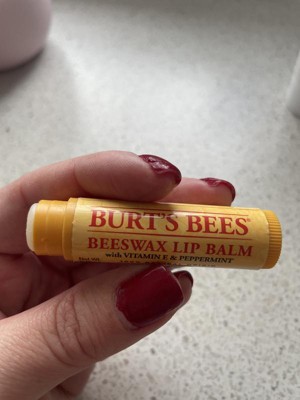 BURT'S BEES®
BEESWAX LIP BALM
with VITAMIN E & PEPPERMINT